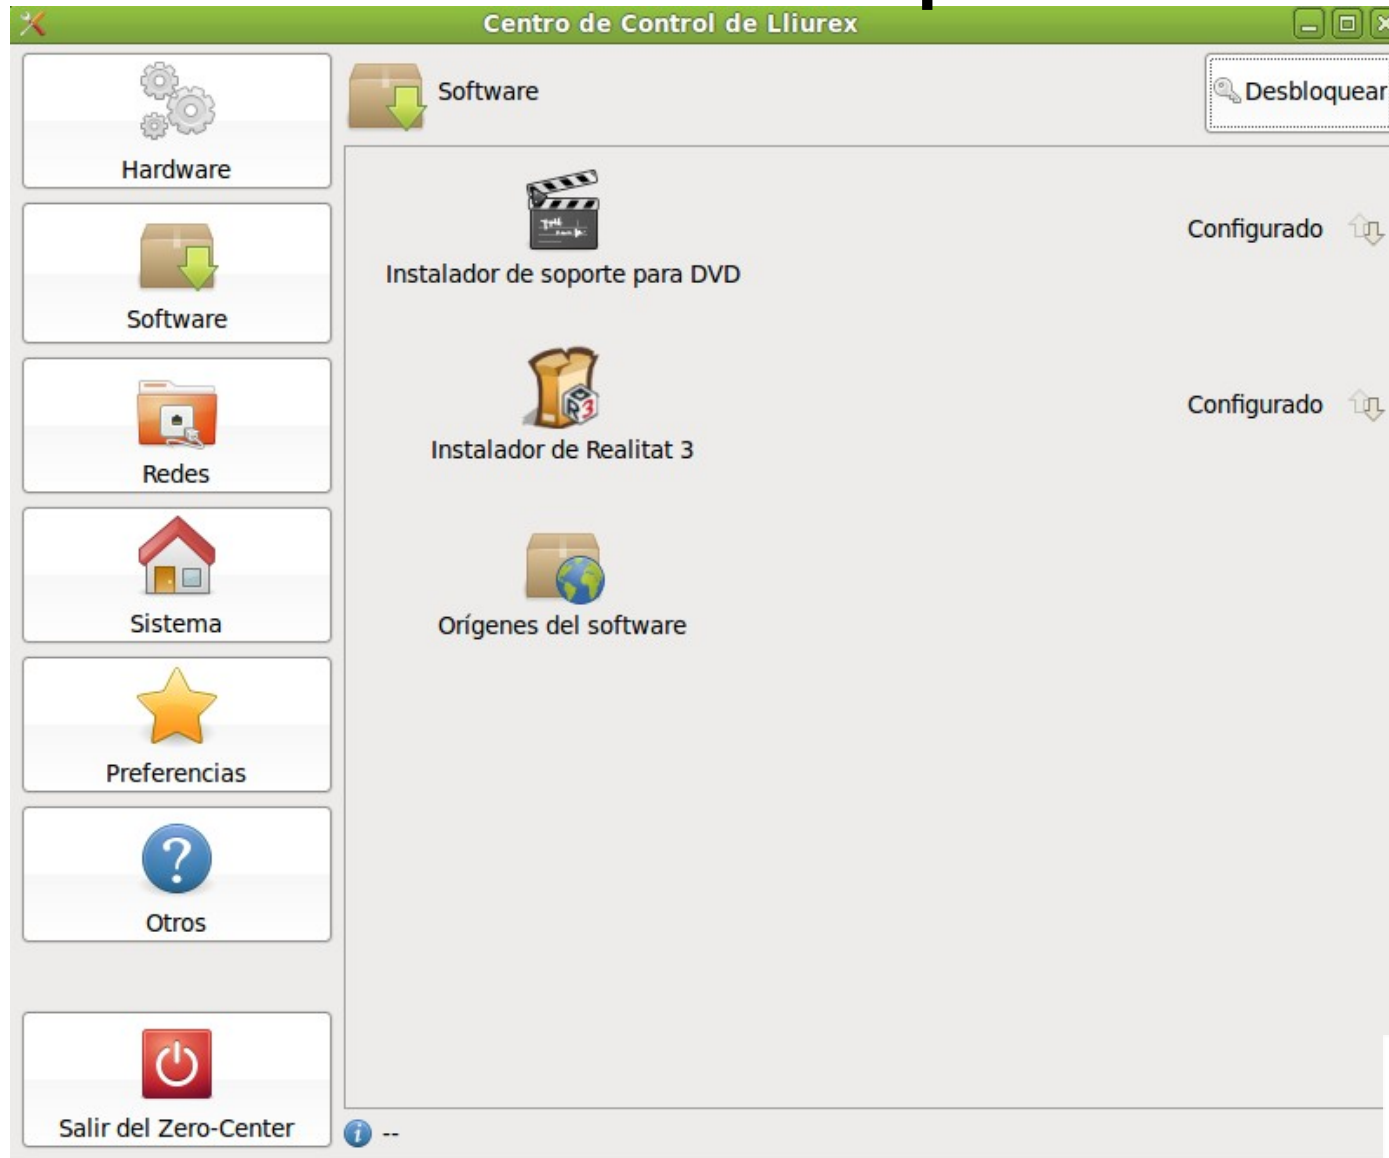 Centro de Control de Lliurex
Hardware
Software
Redes
Sistema
Preferencias
Otros
Salir del Zero-Center
Software
Desbloquear
Instalador de soporte para DVD
Configurado
Instalador de Realitat 3
Configurado
Orígenes del software
--